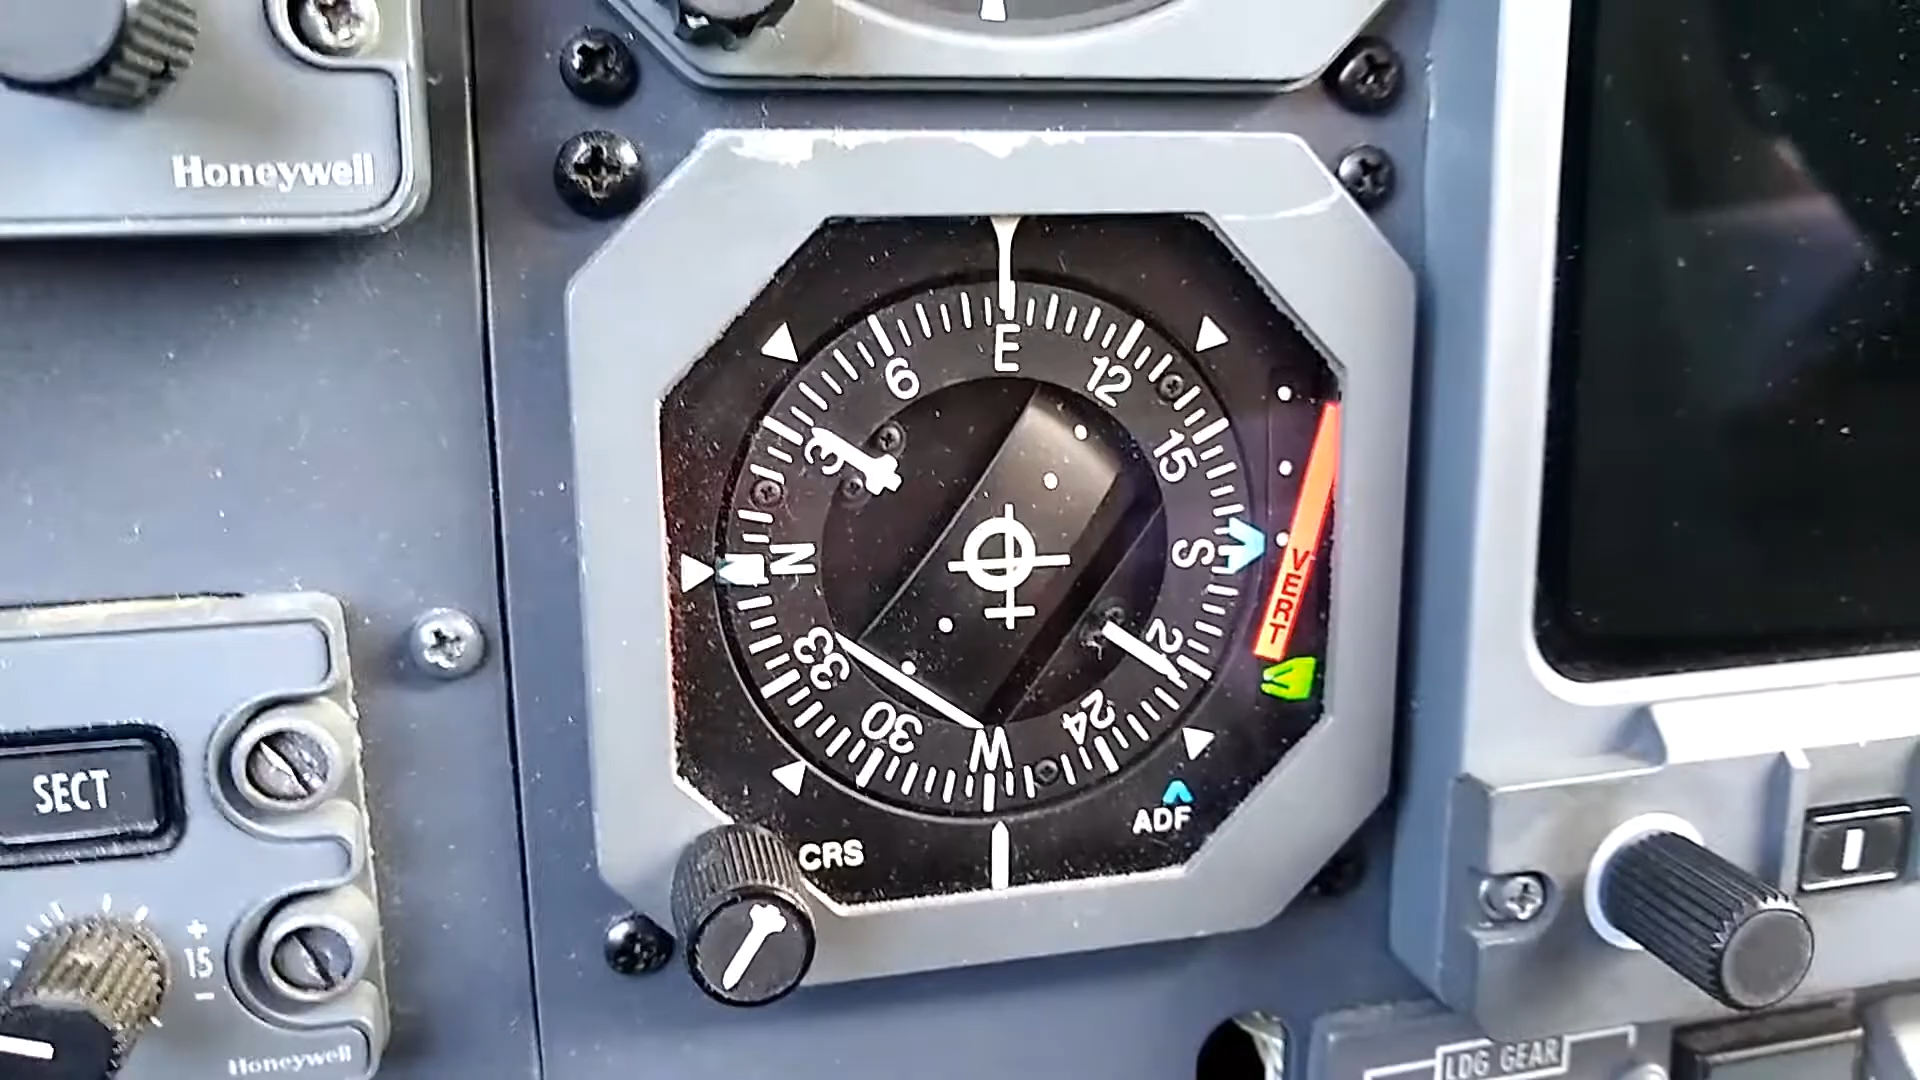 Honeywell
E
6
12
3
15
N
S
VERT
33
21
30
24
W
ADF
CRS
SECT
+
15
-
Honeywell
LDG GEAR